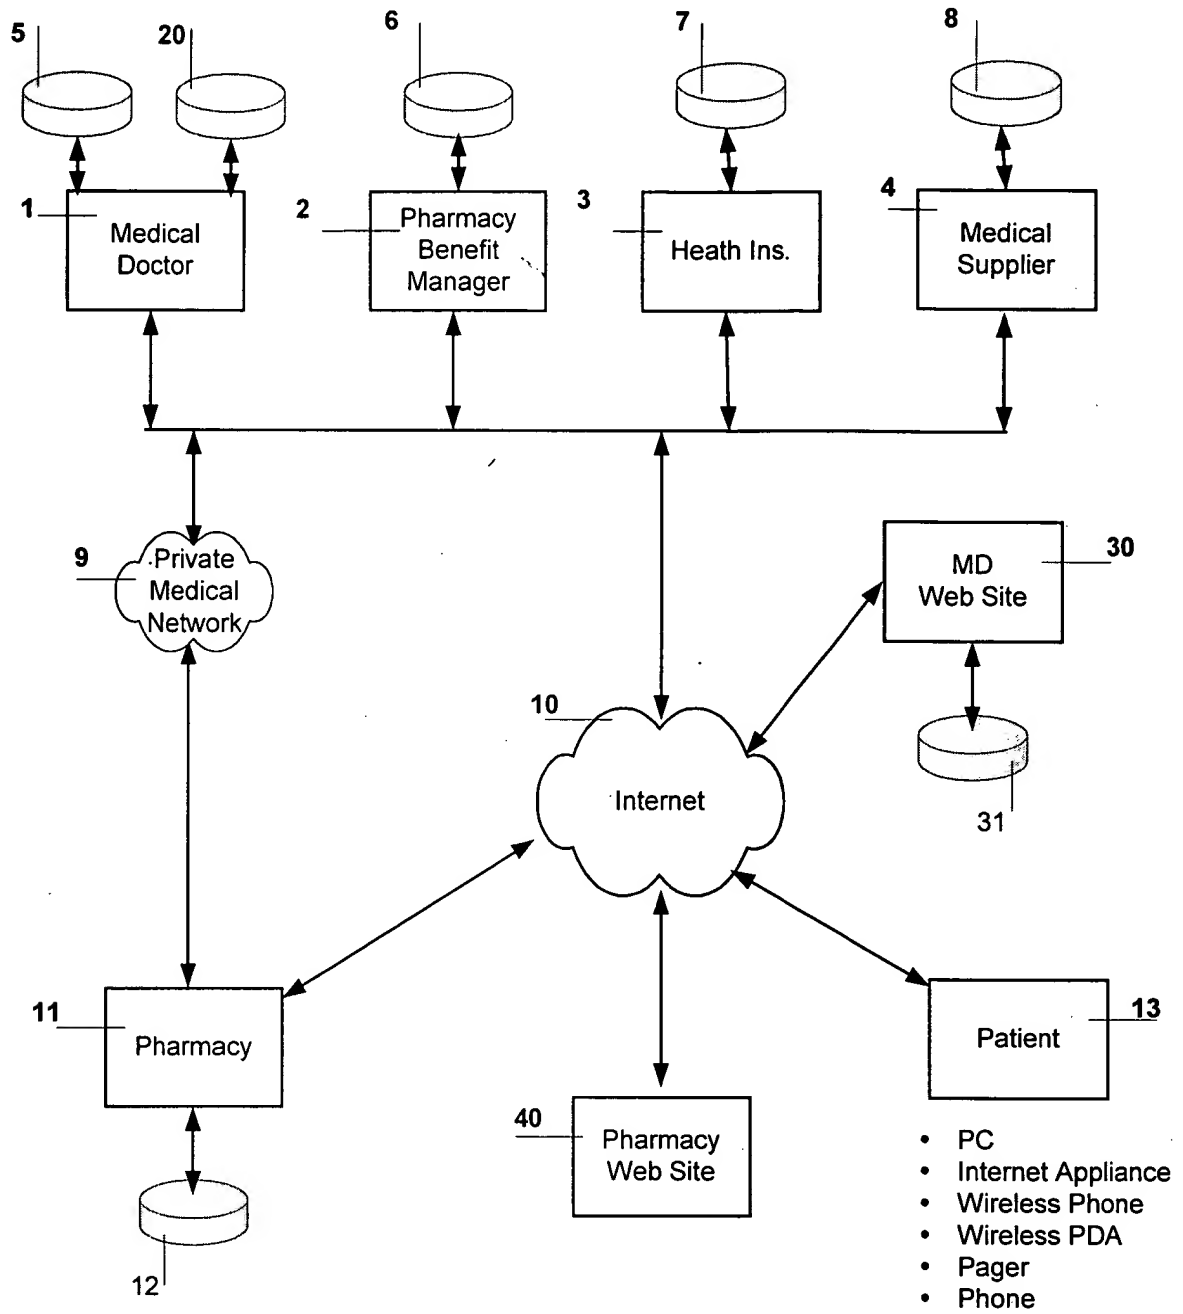 5
20
6
7
8
1
Medical
Doctor
2
Pharmacy
Benefit
Manager
3
Heath Ins.
4
Medical
Supplier
9
Private
Medical
Network
MD
Web Site
30
10
Internet
31
11
Pharmacy
Patient
13
40
Pharmacy
Web Site
• PC
• Internet Appliance
• Wireless Phone
• Wireless PDA
• Pager
• Phone
12